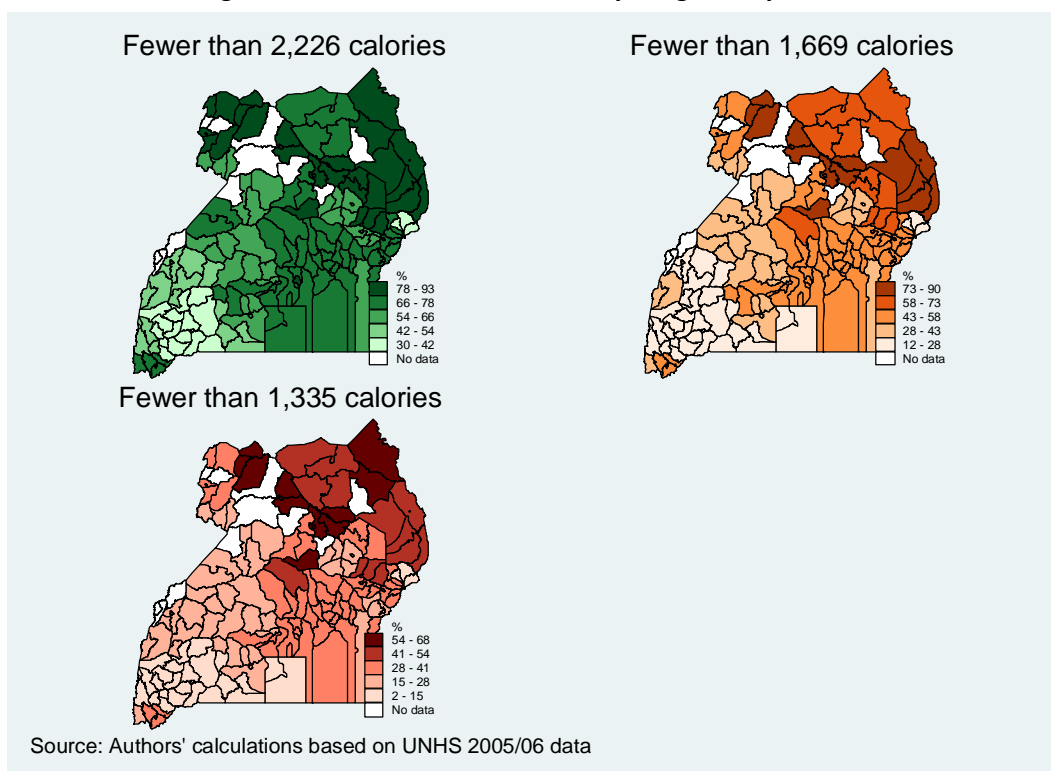 Fewer than 2,226 calories
%
78 - 93
66 - 78
54 - 66
42 - 54
30 - 42
No data
Fewer than 1,669 calories
%
73 - 90
58 - 73
43 - 58
28 - 43
12 - 28
No data
Fewer than 1,335 calories
%
54 - 68
41 - 54
28 - 41
15 - 28
2 - 15
No data
Source: Authors' calculations based on UNHS 2005/06 data